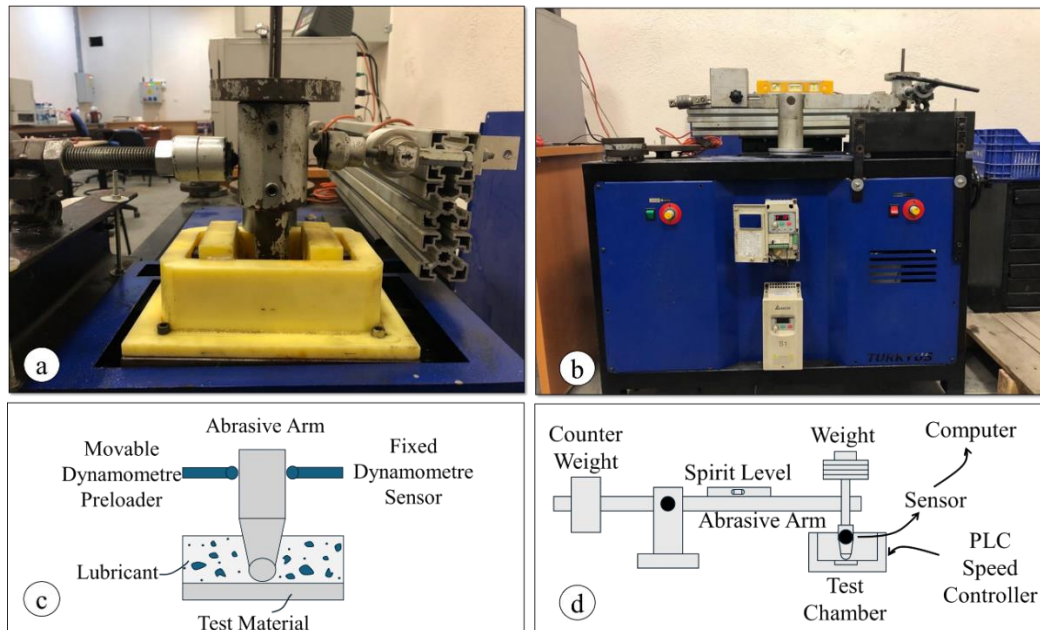 a
b
TURKYUS
Abrasive Arm
Movable
Dynamometre
Preloader
Fixed
Dynamometre
Sensor
Lubricant
Test Material
c
Counter
Weight
Spirit Level
Abrasive Arm
Weight
Computer
Sensor
PLC
Speed
Controller
Test
Chamber
d